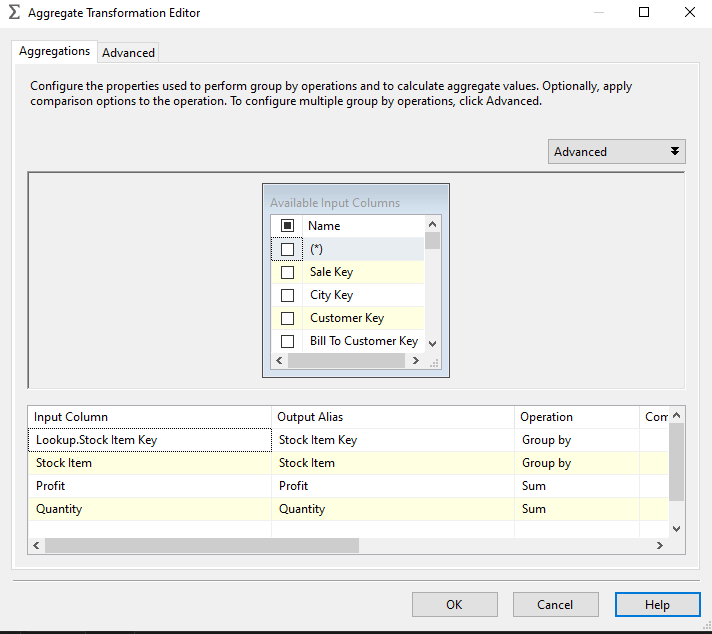 Aggregate Transformation Editor
Aggregations Advanced
Configure the properties used to perform group by operations and to calculate aggregate values. Optionally, apply
comparison options to the operation. To configure multiple group by operations, click Advanced.
Advanced
Available Input Columns
Name
(*)
Sale Key
City Key
Customer Key
Bill To Customer Key
Input Column Output Alias Operation Com
Lookup.Stock Item Key Stock Item Key Group by
Stock Item Stock Item Group by
Profit Profit Sum
Quantity Quantity Sum
OK Cancel Help